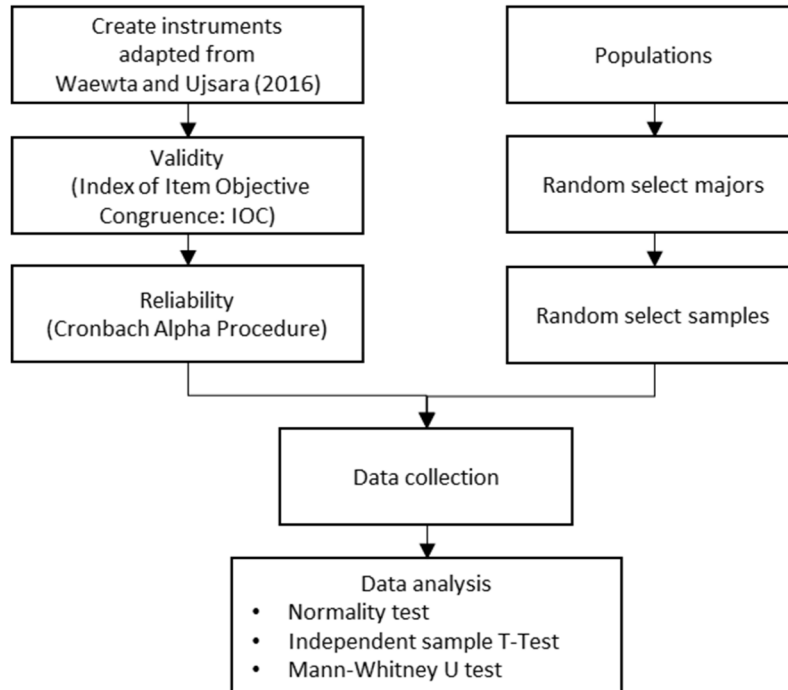 Create instruments
adapted from
Waewta and Ujsara (2016)
Validity
(Index of Item Objective
Congruence: IOC)
Reliability
(Cronbach Alpha Procedure)
Populations
Random select majors
Random select samples
Data collection
Data analysis
• Normality test
• Independent sample T-Test
• Mann-Whitney U test